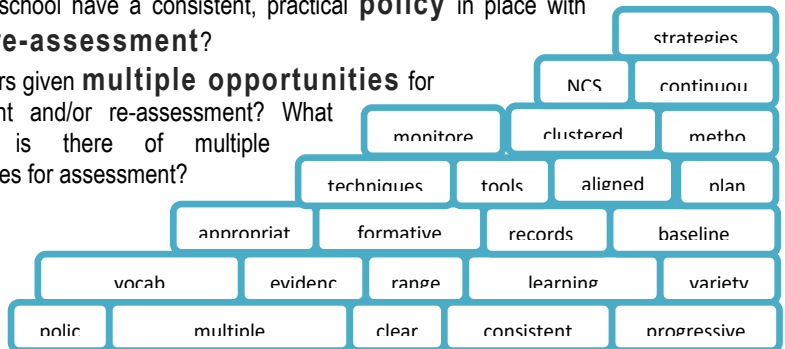 school have a consistent, practical policy in place with
re-assessment?
rs given multiple opportunities for
nt and/or re-assessment? What
is there of multiple
es for assessment?
strategies
NCS continuou
monitore clustered metho
techniques tools aligned plan
appropriat formative records baseline
vocab evidenc range learning variety
polic multiple clear consistent progressive